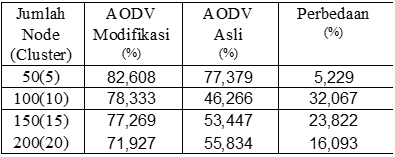 Jumlah Node (Cluster) | AODV Modifikasi (%) | AODV Asli (%) | Perbedaan (%)
50(5) | 82,608 | 77,379 | 5,229
100(10) | 78,333 | 46,266 | 32,067
150(15) | 77,269 | 53,447 | 23,822
200(20) | 71,927 | 55,834 | 16,093